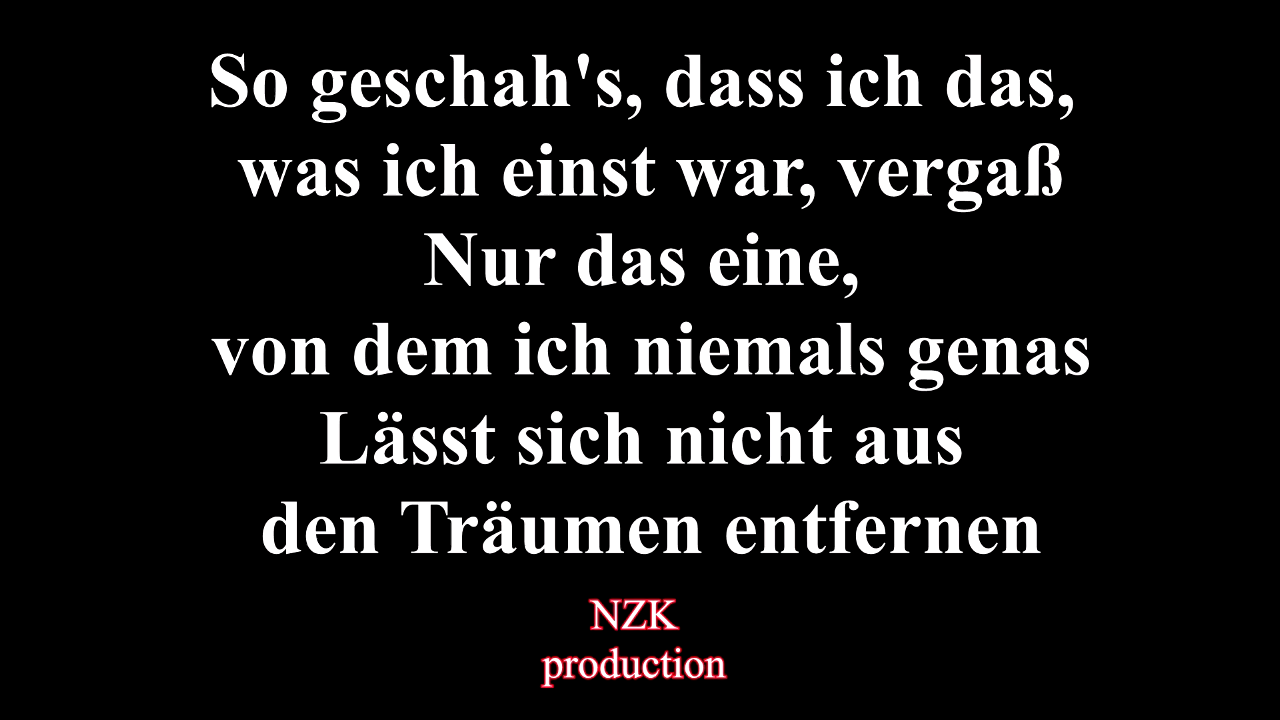 So geschah's, dass ich das,
was ich einst war, vergaß
Nur das eine,
von dem ich niemals genas
Lässt sich nicht aus
den Träumen entfernen
NZK
production